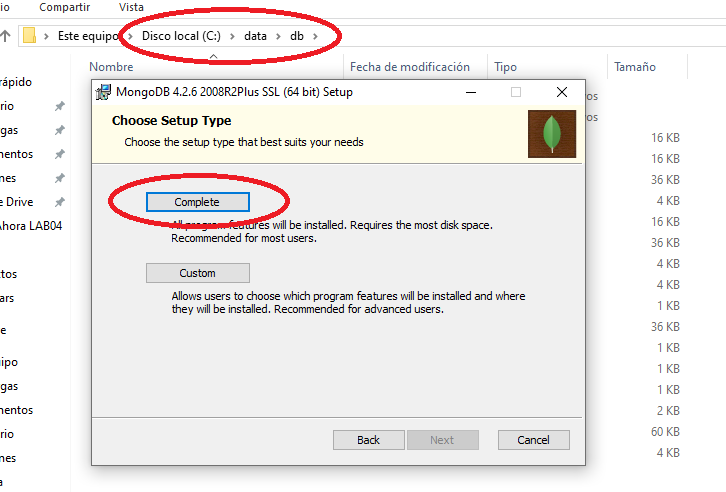 io Compartir Vista
Este equipo Disco local (C:) data db
Nombre Fecha de modificación Tipo Tamaño
rápido
MongoDB 4.2.6 2008R2Plus SSL (64 bit) Setup
Choose Setup Type
Choose the setup type that best suits your needs
Complete
All program features will be installed. Requires the most disk space.
Recommended for most users.
Custom
Allows users to choose which program features will be installed and where
they will be installed. Recommended for advanced users.
Back Next Cancel
rio
gas
mentos
nes
e Drive
Ahora LAB04
tos
ars
e
uipo
gas
mentos
rio
nes
a
os
os
16 KB
16 KB
36 KB
4 KB
16 KB
36 KB
4 KB
4 KB
1 KB
36 KB
1 KB
1 KB
1 KB
2 KB
60 KB
4 KB